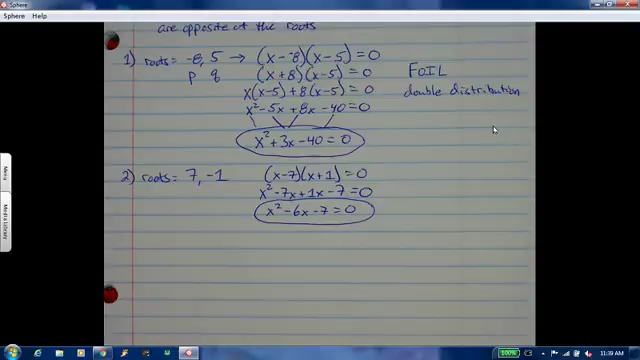 Sphere
Sphere Help
are opposite of the roots
1) roots = -8, 5 → (x--8)(x-5)=0
p q (x+8)(x-5)=0
FOIL
x(x-5)+8(x-5)=0
double distribution
x²-5x+8x-40=0
x²+3x-40=0
2) roots = 7, -1 (x-7)(x+1)=0
x²-7x+1x-7=0
x²-6x-7=0
Menu
Media Library
100%
11:39 AM